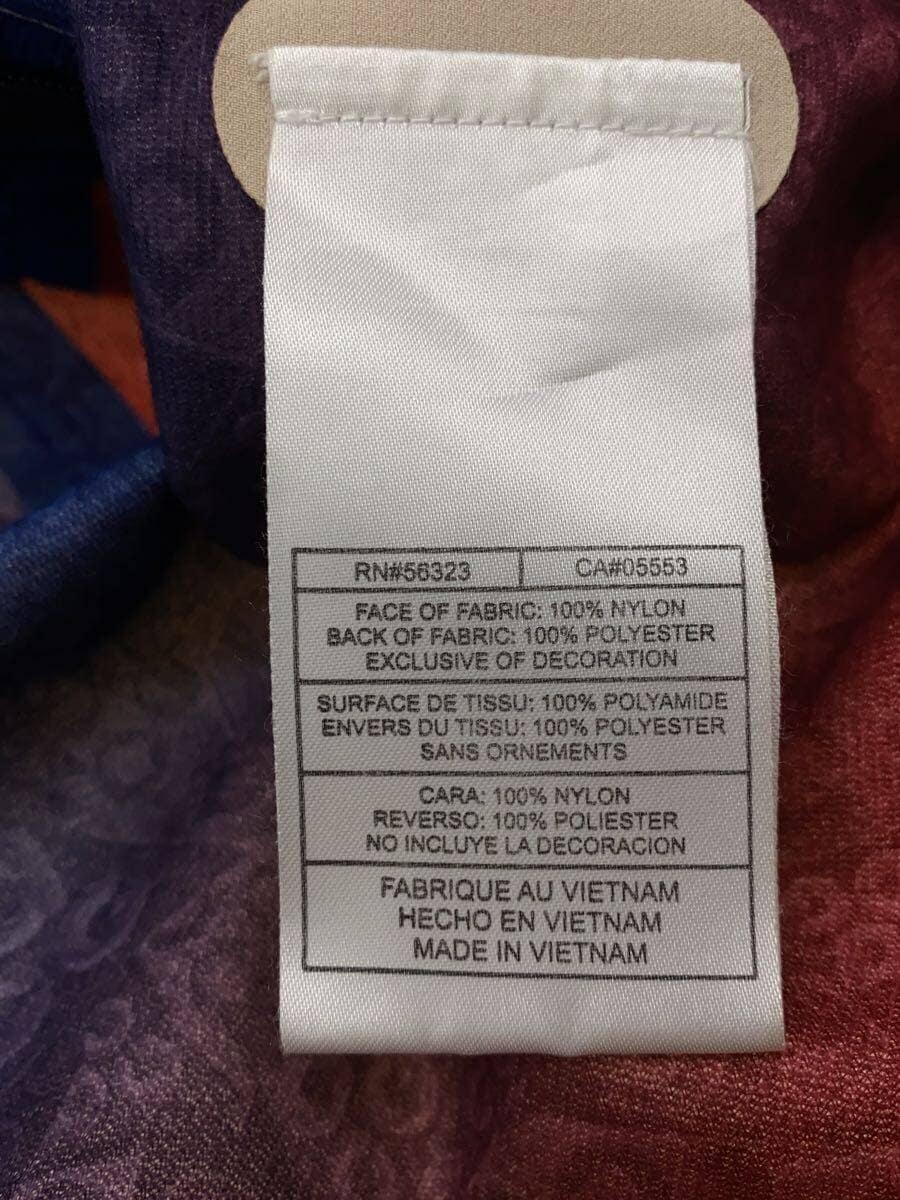 RN#56323 CA#05553
FACE OF FABRIC: 100% NYLON
BACK OF FABRIC: 100% POLYESTER
EXCLUSIVE OF DECORATION
SURFACE DE TISSU: 100% POLYAMIDE
ENVERS DU TISSU: 100% POLYESTER
SANS ORNEMENTS
CARA: 100% NYLON
REVERSO: 100% POLIESTER
NO INCLUYE LA DECORACION
FABRIQUE AU VIETNAM
HECHO EN VIETNAM
MADE IN VIETNAM